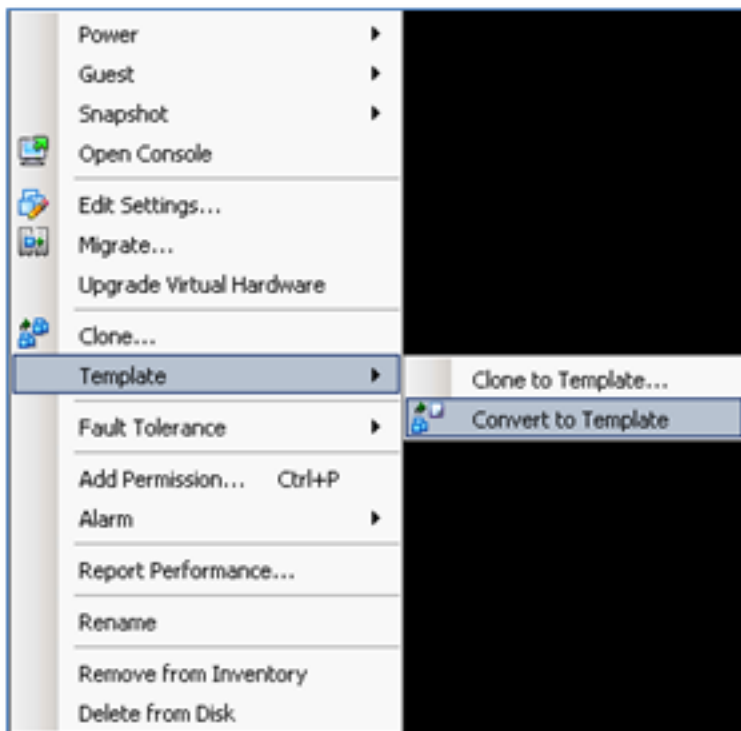 Power
Guest
Snapshot
Open Console
Edit Settings...
Migrate...
Upgrade Virtual Hardware
Clone...
Template
Clone to Template...
Convert to Template
Fault Tolerance
Add Permission... Ctrl+P
Alarm
Report Performance...
Rename
Remove from Inventory
Delete from Disk